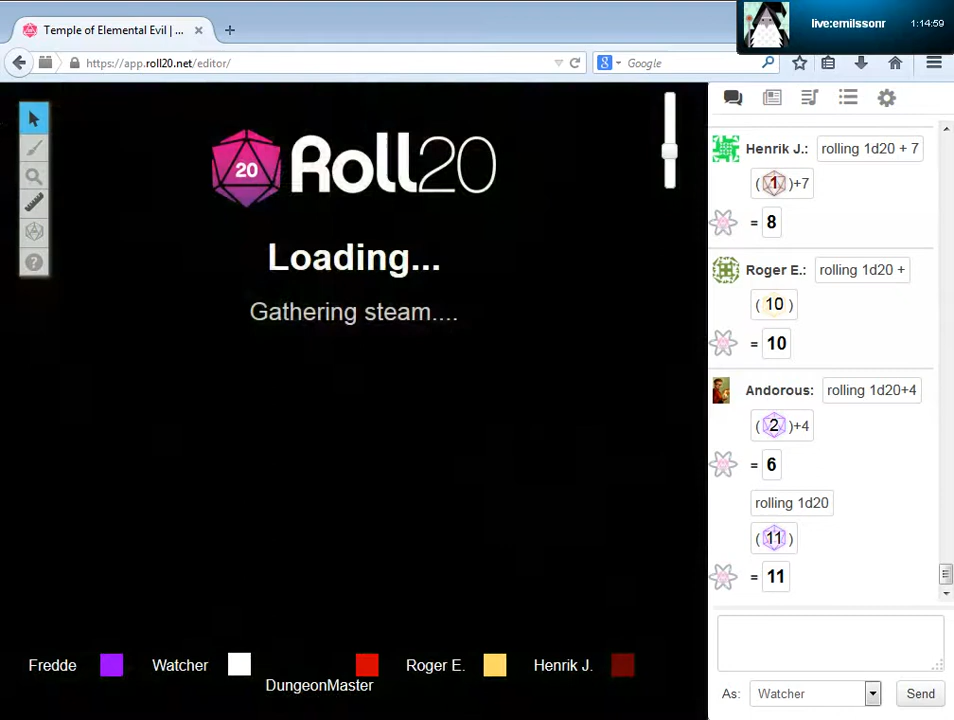 live:emilssonr 1:14:59
Temple of Elemental Evil | ...
https://app.roll20.net/editor/
8
Google
20
Roll20
Loading...
Gathering steam....
Henrik J.: rolling 1d20 + 7
(1)+7
= 8
Roger E.: rolling 1d20 +
(10)
= 10
Andorous: rolling 1d20+4
(2)+4
= 6
rolling 1d20
(11)
= 11
Fredde
Watcher
DungeonMaster
Roger E.
Henrik J.
As: Watcher
Send